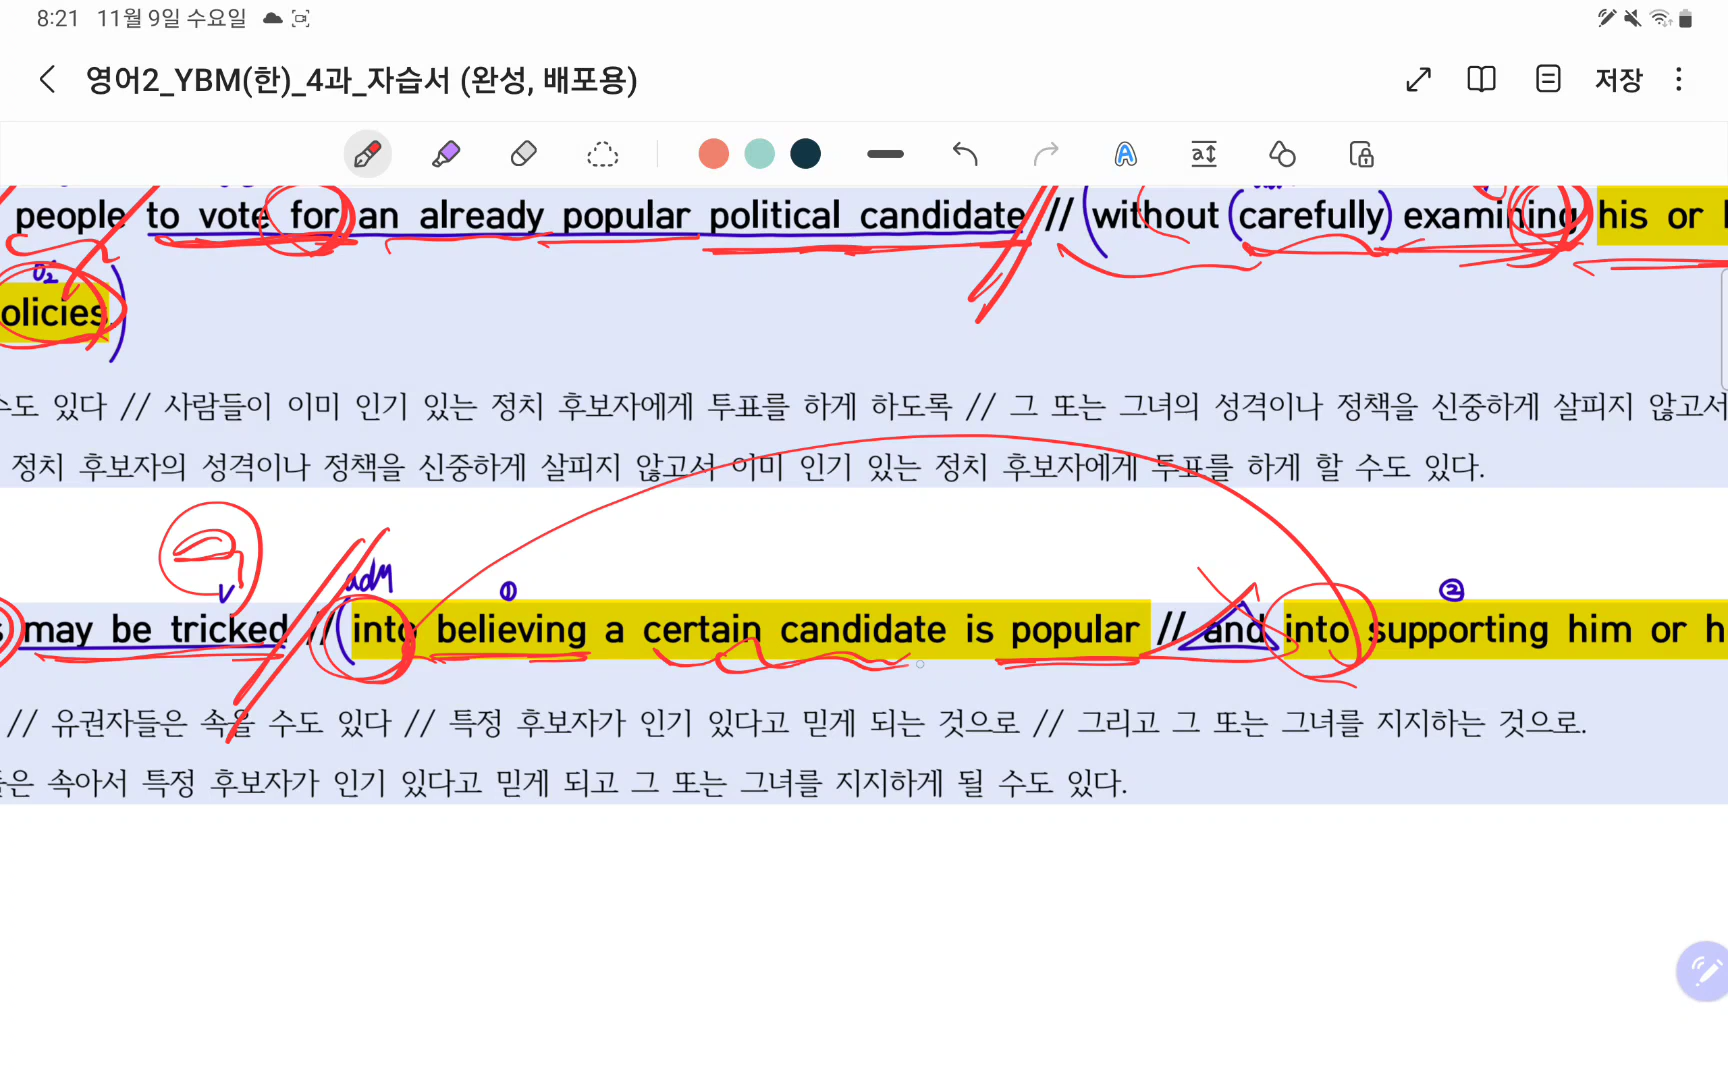 8:21 11월 9일 수요일
영어2_YBM(한)_4과_자습서 (완성, 배포용)
저장
people to vote for an already popular political candidate // without (carefully) examining his or
O2
olicies.)
수도 있다 // 사람들이 이미 인기 있는 정치 후보자에게 투표를 하게 하도록 // 그 또는 그녀의 성격이나 정책을 신중하게 살피지 않고서
정치 후보자의 성격이나 정책을 신중하게 살피지 않고서 이미 인기 있는 정치 후보자에게 투표를 하게 할 수도 있다.
V ① ②
may be tricked // (into believing a certain candidate is popular // and into supporting him or h
// 유권자들은 속을 수도 있다 // 특정 후보자가 인기 있다고 믿게 되는 것으로 // 그리고 그 또는 그녀를 지지하는 것으로.
들은 속아서 특정 후보자가 인기 있다고 믿게 되고 그 또는 그녀를 지지하게 될 수도 있다.